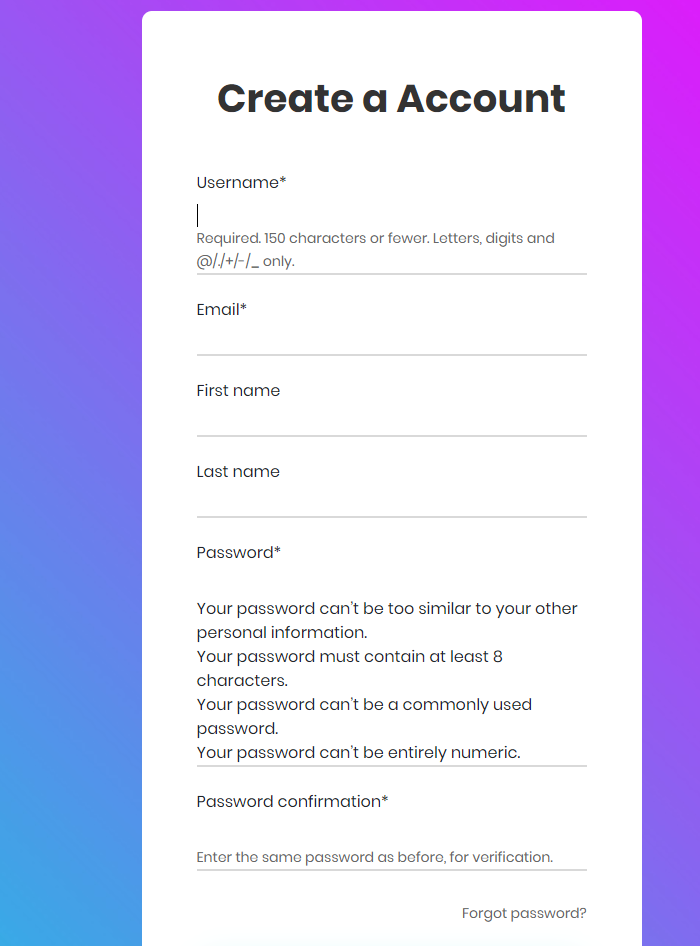 Create a Account
Username*
Required. 150 characters or fewer. Letters, digits and
@/./+/-/_ only.
Email*
First name
Last name
Password*
Your password can't be too similar to your other
personal information.
Your password must contain at least 8
characters.
Your password can't be a commonly used
password.
Your password can't be entirely numeric.
Password confirmation*
Enter the same password as before, for verification.
Forgot password?